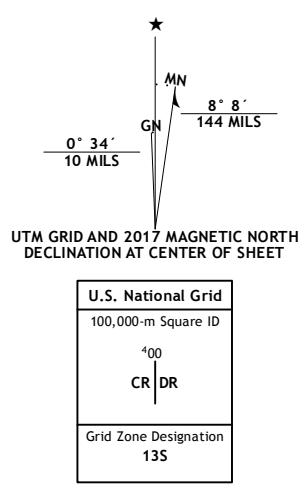 ★
MN
GN
8° 8´
144 MILS
0° 34´
10 MILS
UTM GRID AND 2017 MAGNETIC NORTH
DECLINATION AT CENTER OF SHEET
U.S. National Grid
100,000-m Square ID
⁴00
CR DR
Grid Zone Designation
13S